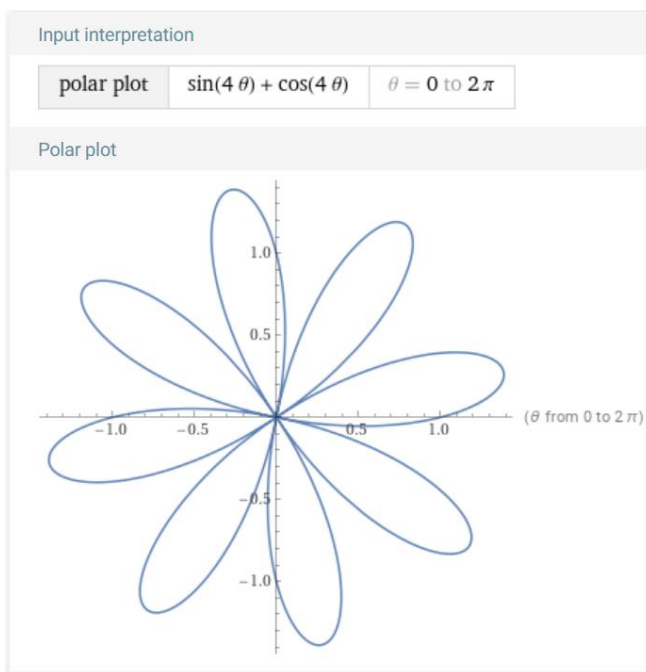 Input interpretation
polar plot sin(4 θ) + cos(4 θ) θ = 0 to 2 π
Polar plot
1.0
0.5
−1.0 −0.5 0.5 1.0 (θ from 0 to 2 π)
−0.5
−1.0